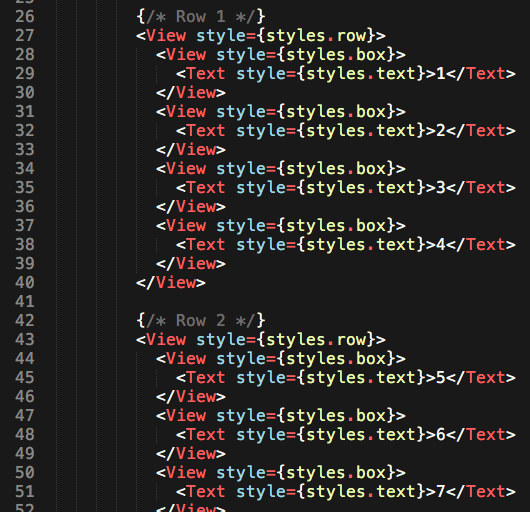 26 {/* Row 1 */}
27 <View style={styles.row}>
28 <View style={styles.box}>
29 <Text style={styles.text}>1</Text>
30 </View>
31 <View style={styles.box}>
32 <Text style={styles.text}>2</Text>
33 </View>
34 <View style={styles.box}>
35 <Text style={styles.text}>3</Text>
36 </View>
37 <View style={styles.box}>
38 <Text style={styles.text}>4</Text>
39 </View>
40 </View>
41
42 {/* Row 2 */}
43 <View style={styles.row}>
44 <View style={styles.box}>
45 <Text style={styles.text}>5</Text>
46 </View>
47 <View style={styles.box}>
48 <Text style={styles.text}>6</Text>
49 </View>
50 <View style={styles.box}>
51 <Text style={styles.text}>7</Text>
52 </View>